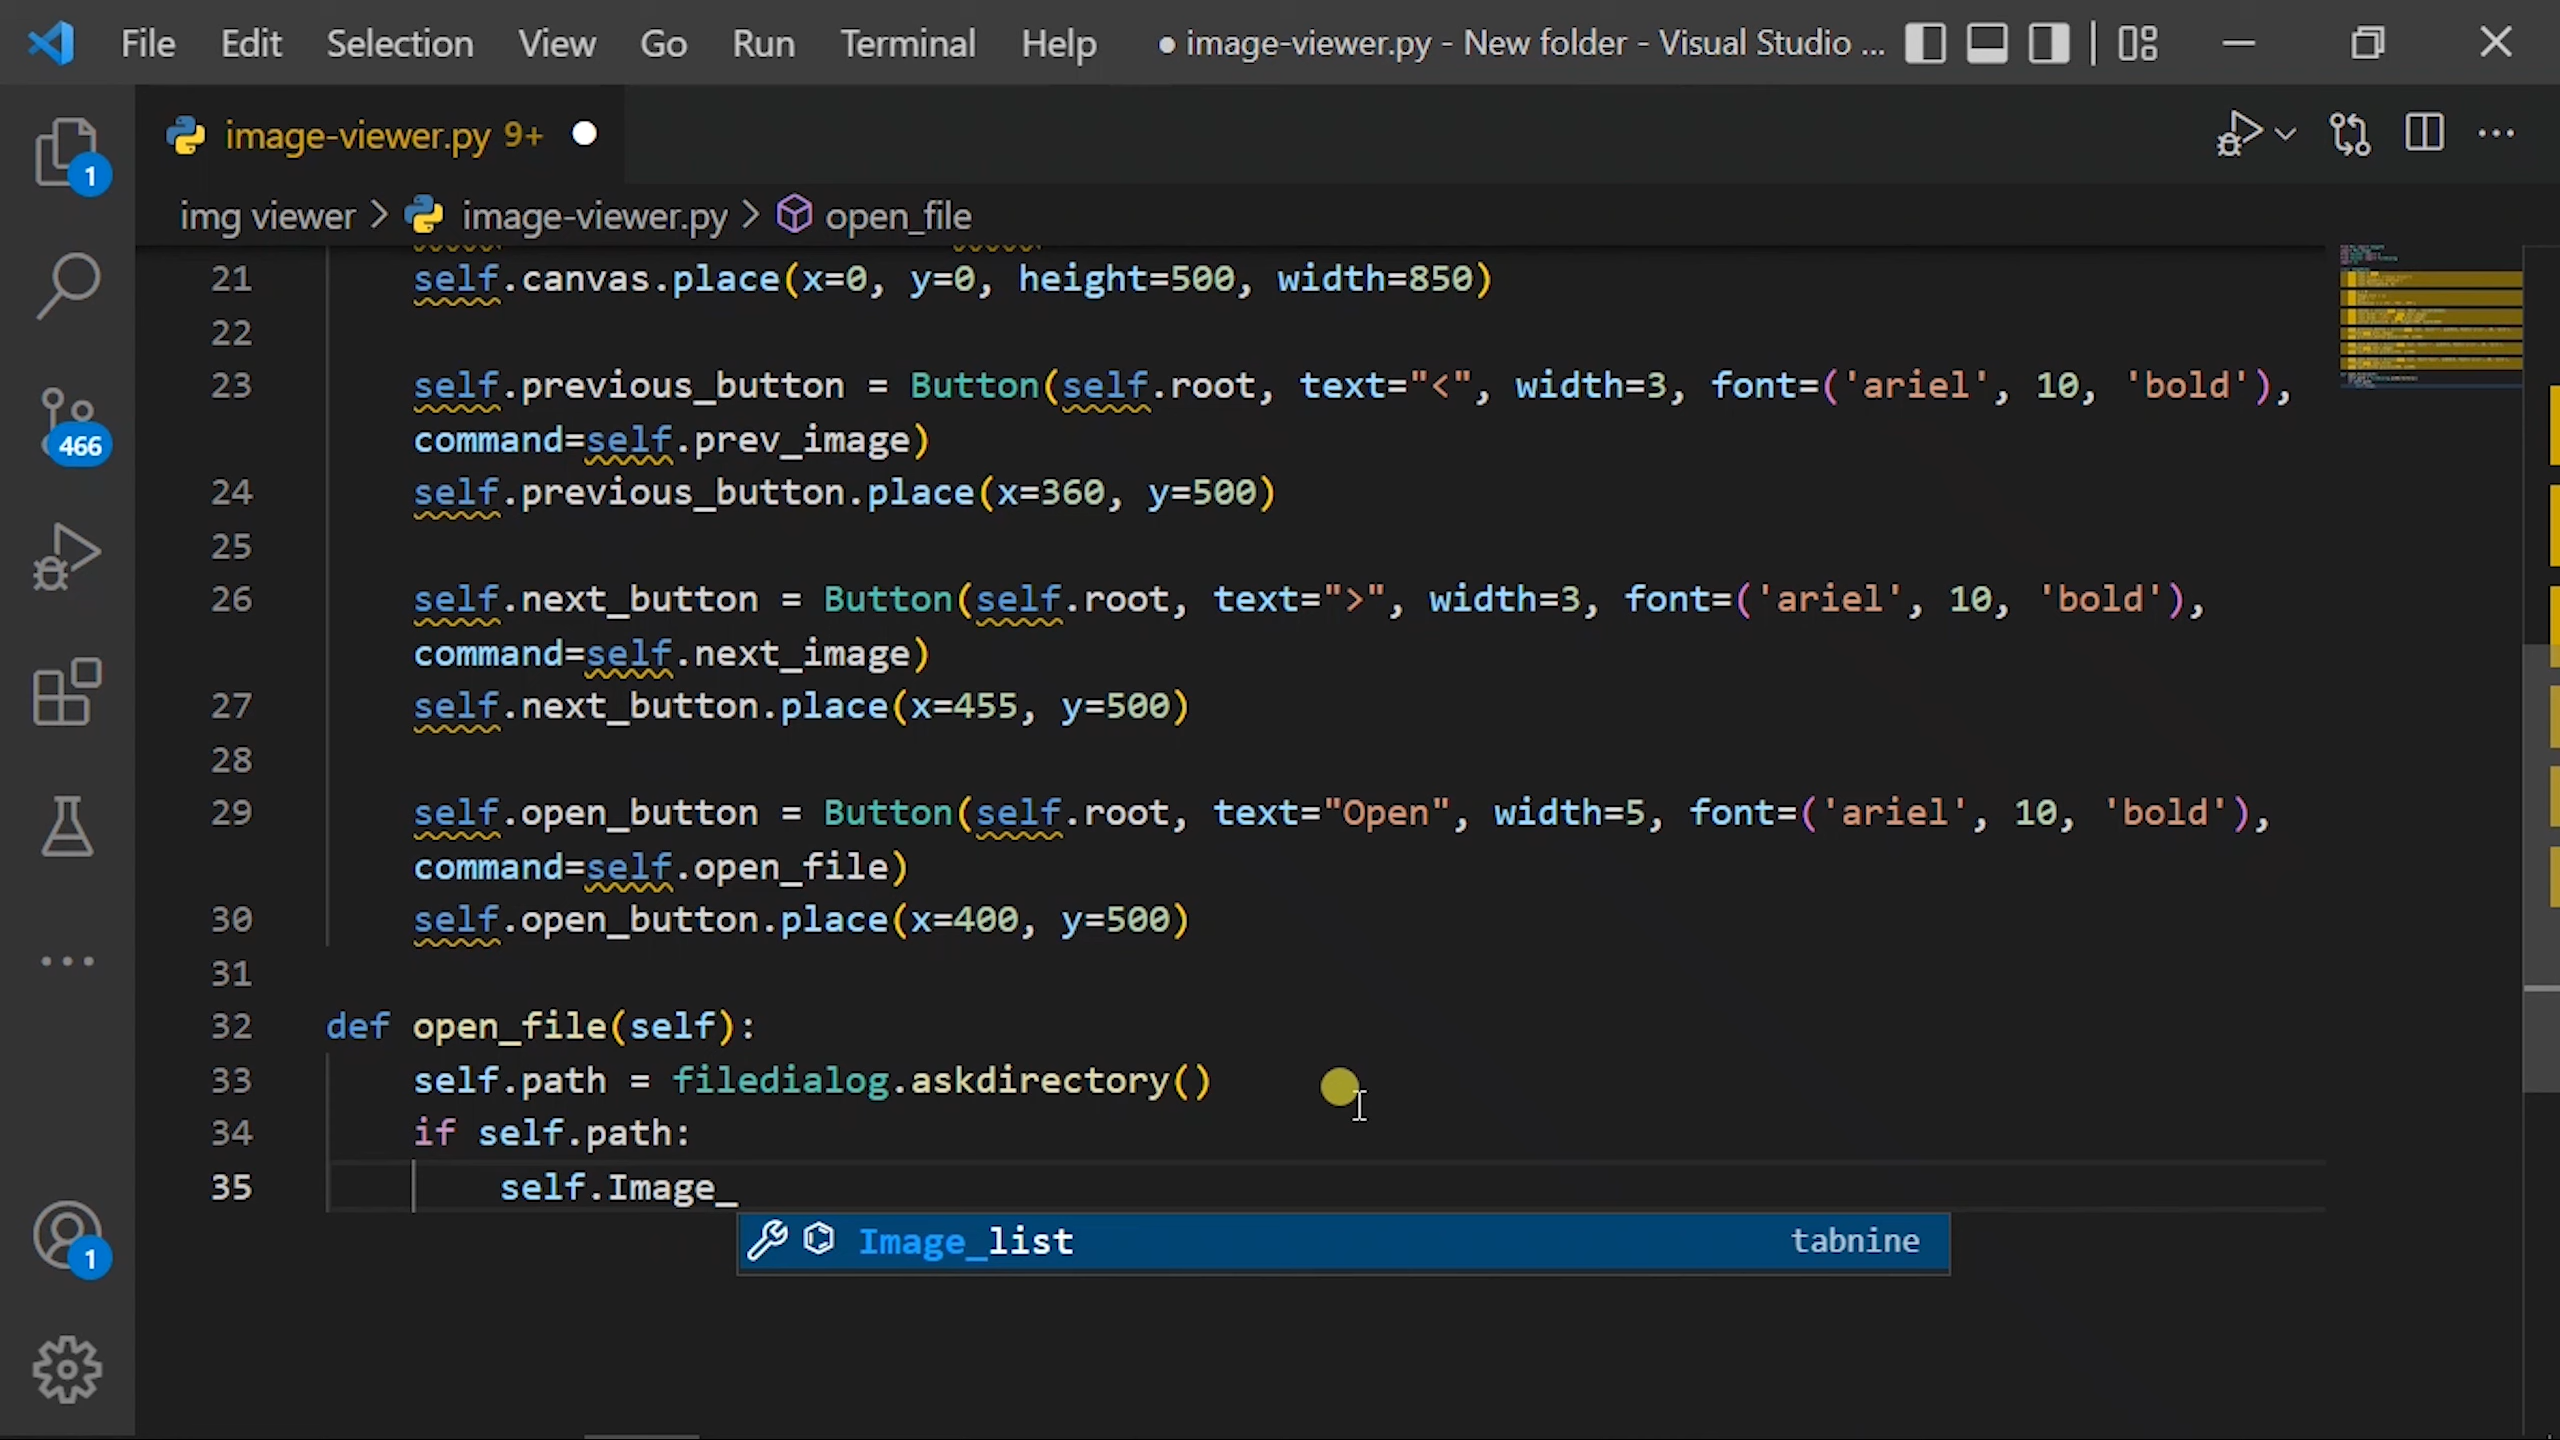 File Edit Selection View Go Run Terminal Help ● image-viewer.py - New folder - Visual Studio ...
image-viewer.py 9+
1
img viewer > image-viewer.py > open_file
21 self.canvas.place(x=0, y=0, height=500, width=850)
22
23 self.previous_button = Button(self.root, text="<", width=3, font=('ariel', 10, 'bold'),
command=self.prev_image)
466
24 self.previous_button.place(x=360, y=500)
25
26 self.next_button = Button(self.root, text=">", width=3, font=('ariel', 10, 'bold'),
command=self.next_image)
27 self.next_button.place(x=455, y=500)
28
29 self.open_button = Button(self.root, text="Open", width=5, font=('ariel', 10, 'bold'),
command=self.open_file)
30 self.open_button.place(x=400, y=500)
31
32 def open_file(self):
33 self.path = filedialog.askdirectory()
34 if self.path:
35 self.Image_
Image_list tabnine
1